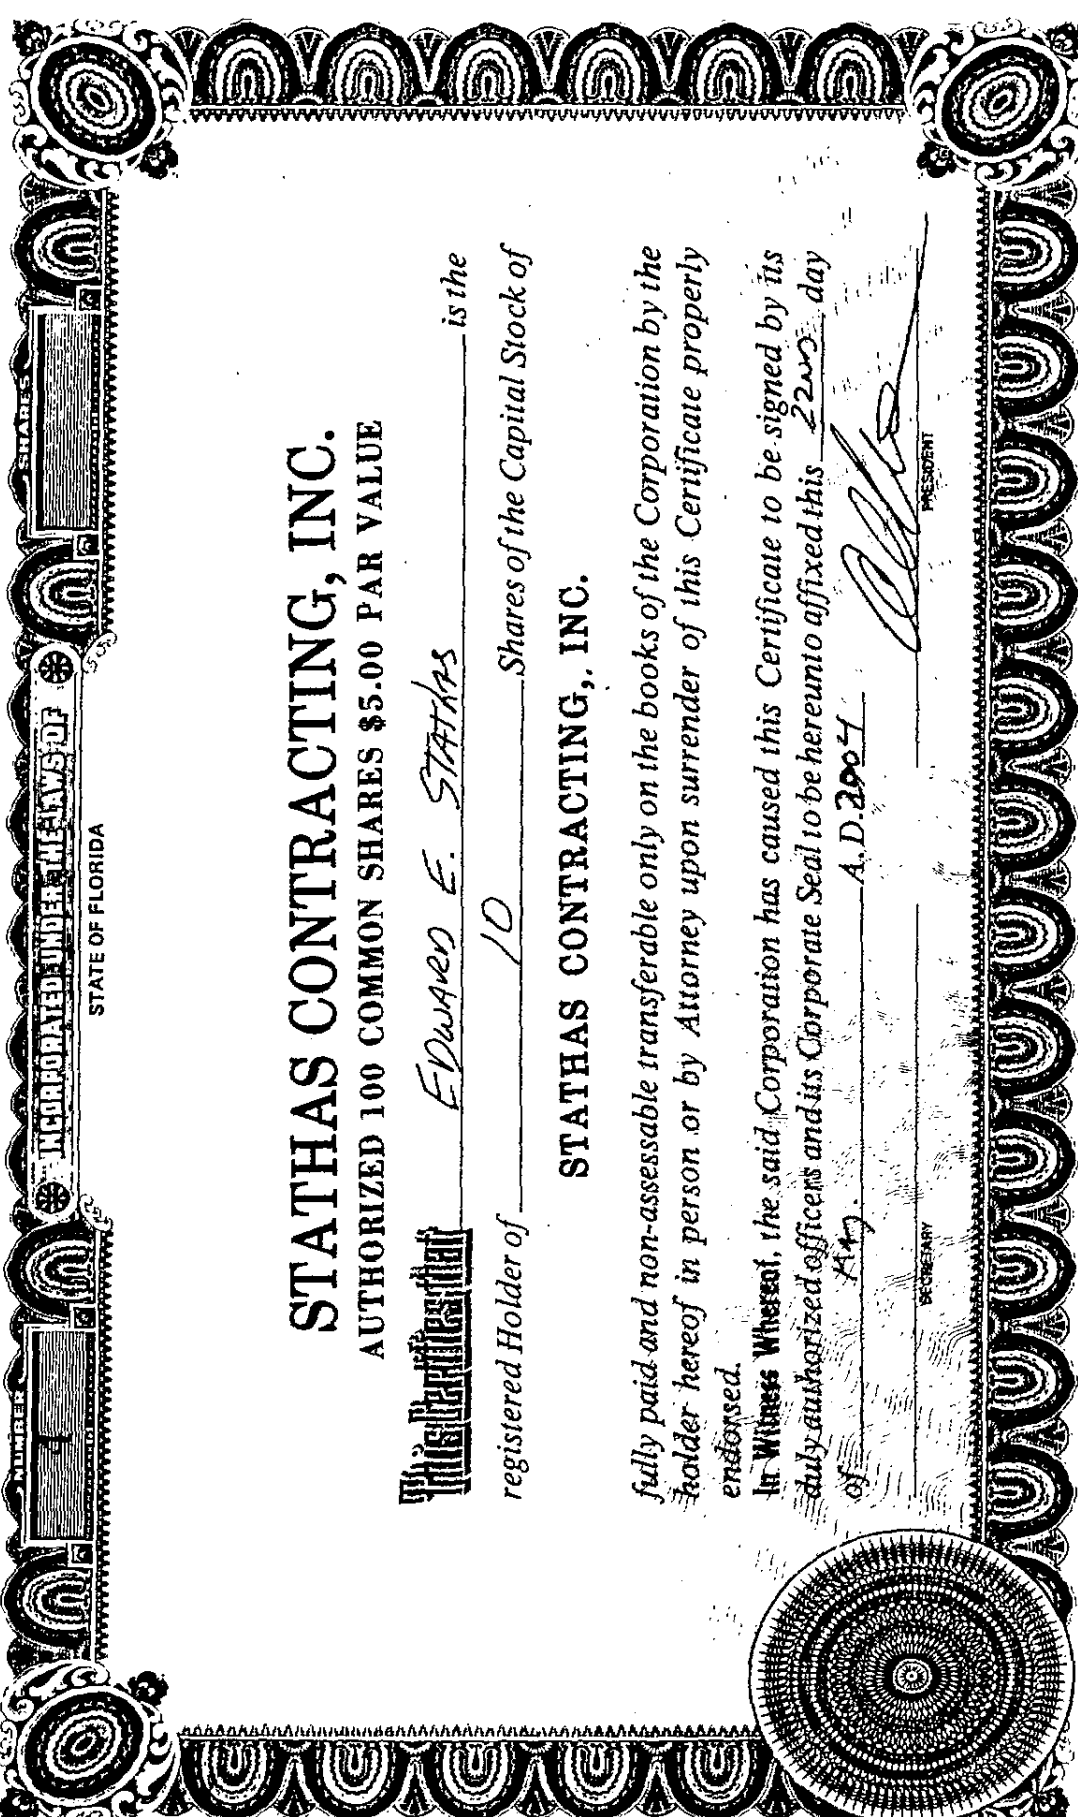 NUMBER
SHARES
INCORPORATED UNDER THE LAWS OF
STATE OF FLORIDA
STATHAS CONTRACTING, INC.
AUTHORIZED 100 COMMON SHARES $5.00 PAR VALUE
This Certifies that EDWARD E. STATHAS is the
registered Holder of 10 Shares of the Capital Stock of
STATHAS CONTRACTING,. INC.
fully paid and non-assessable transferable only on the books of the Corporation by the
holder hereof in person or by Attorney upon surrender of this Certificate properly
endorsed.
In Witness Whereof, the said Corporation has caused this Certificate to be signed by its
duly authorized officers and its Corporate Seal to be hereunto affixed this 22ND day
of A.D. 2004
SECRETARY
PRESIDENT